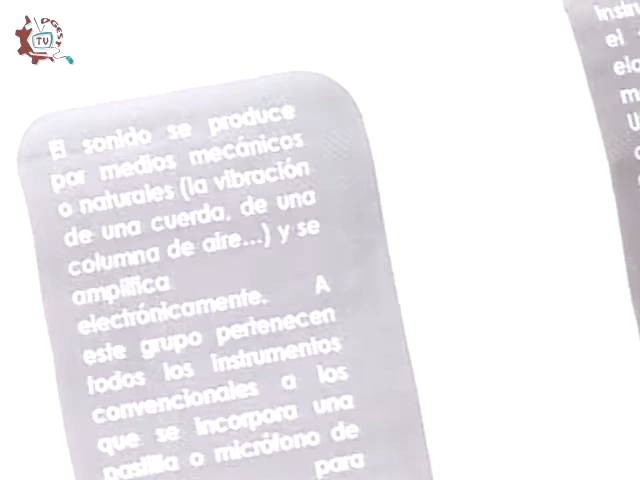 TV
El sonido se produce
por medios mecánicos
o naturales (la vibración
de una cuerda, de una
columna de aire...) y se
amplifica
electrónicamente. A
este grupo pertenecen
todos los instrumentos
convencionales a los
que se incorpora una
pastilla o micrófono de
para
el